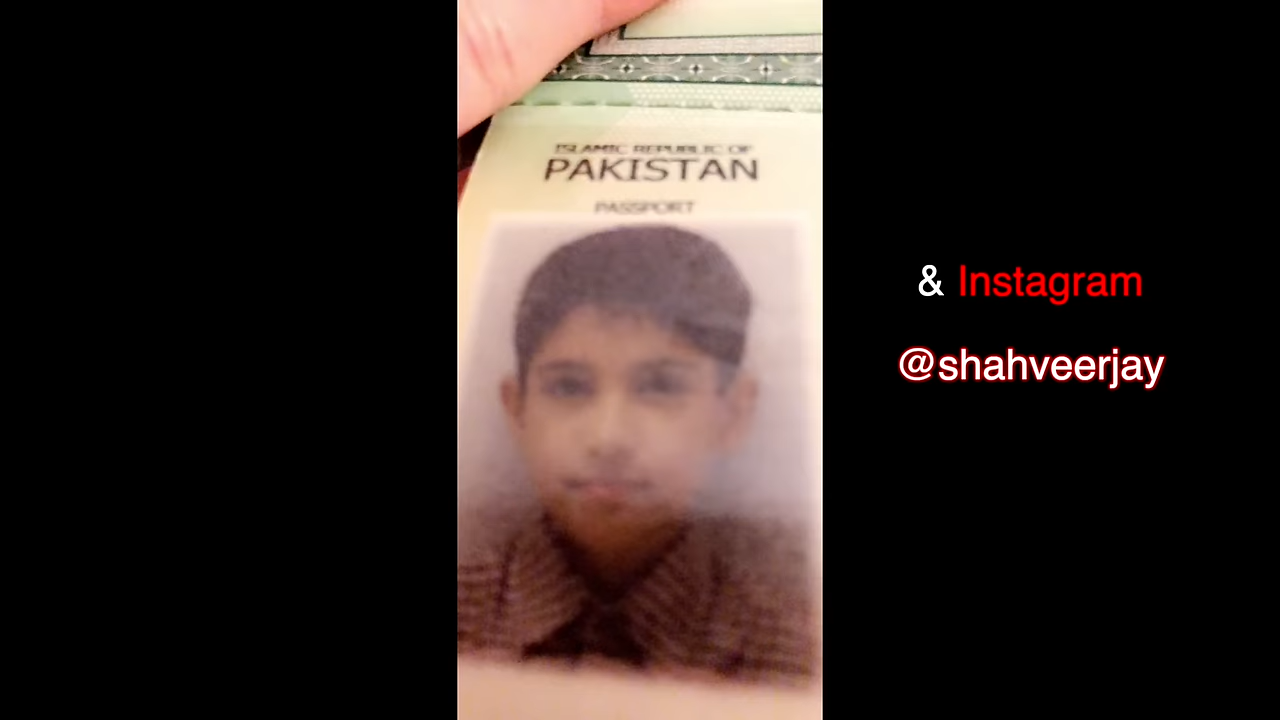 ISLAMIC REPUBLIC OF
PAKISTAN
PASSPORT
& Instagram
@shahveerjay